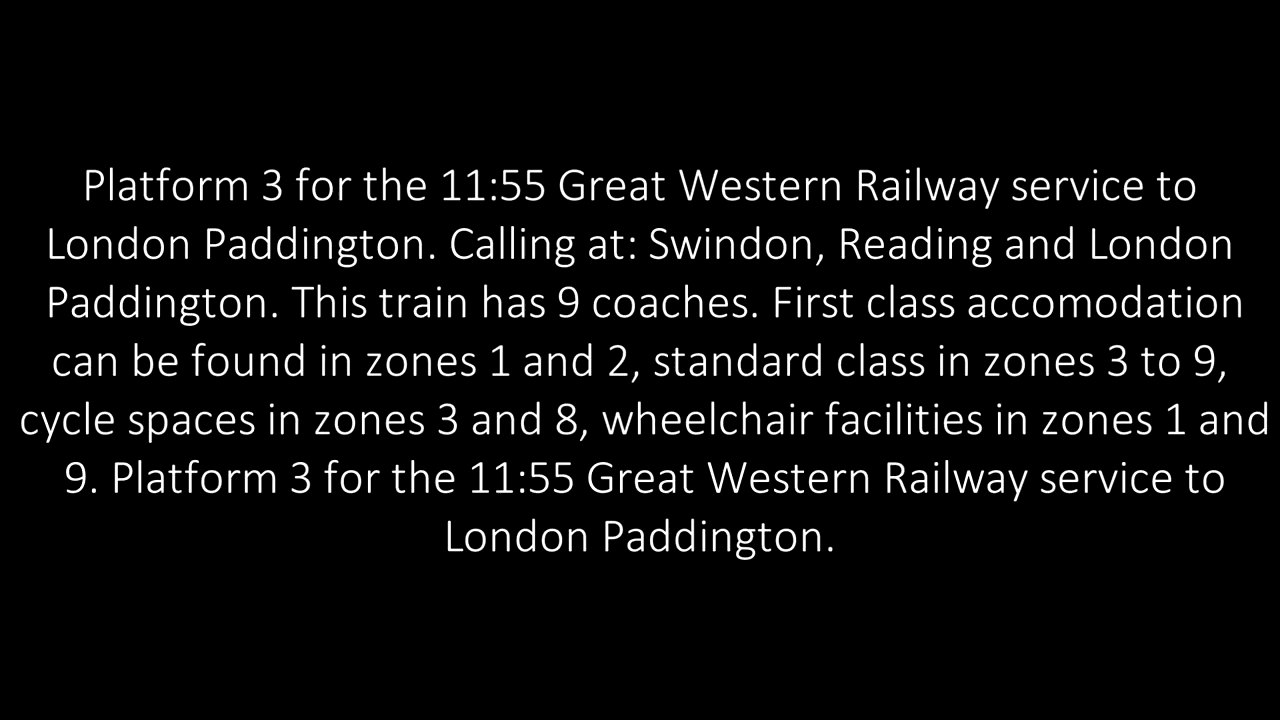 Platform 3 for the 11:55 Great Western Railway service to
London Paddington. Calling at: Swindon, Reading and London
Paddington. This train has 9 coaches. First class accomodation
can be found in zones 1 and 2, standard class in zones 3 to 9,
cycle spaces in zones 3 and 8, wheelchair facilities in zones 1 and
9. Platform 3 for the 11:55 Great Western Railway service to
London Paddington.